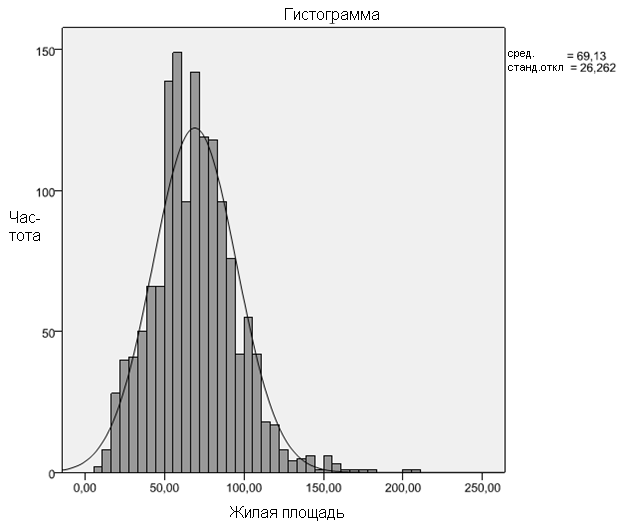 Гистограмма
сред. = 69,13
станд.откл = 26,262
150
100
Час-
тота
50
0
0,00 50,00 100,00 150,00 200,00 250,00
Жилая площадь